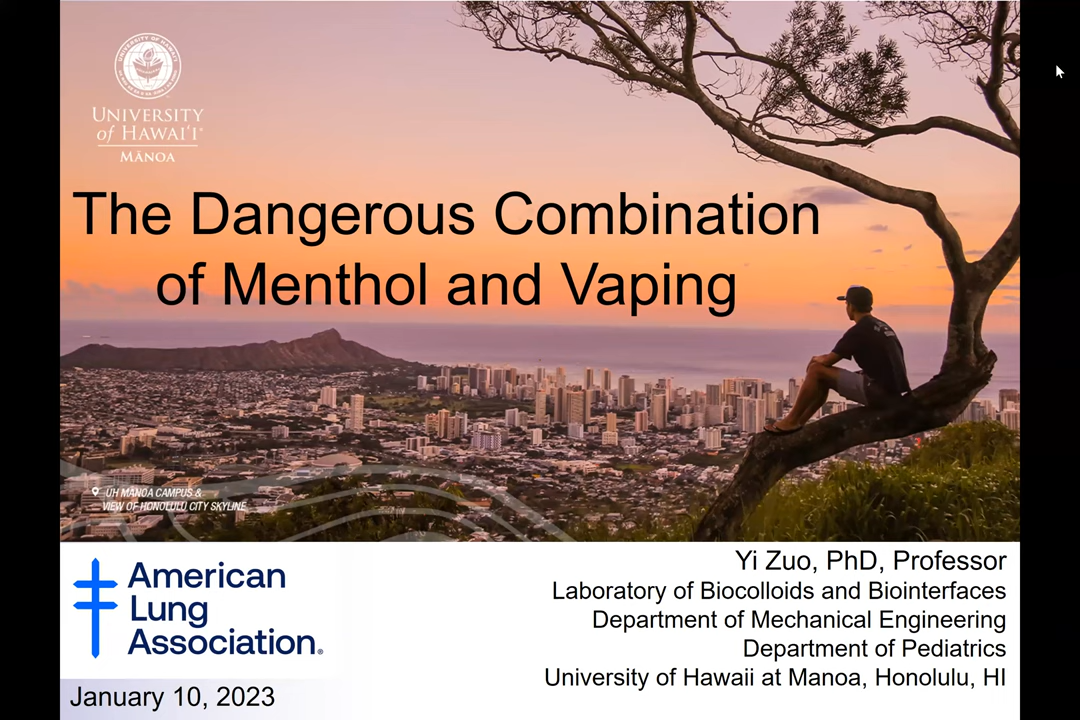 UNIVERSITY
of HAWAI‘I®
MĀNOA
The Dangerous Combination
of Menthol and Vaping
UH MĀNOA CAMPUS &
VIEW OF HONOLULU CITY SKYLINE
American
Lung
Association®
January 10, 2023
Yi Zuo, PhD, Professor
Laboratory of Biocolloids and Biointerfaces
Department of Mechanical Engineering
Department of Pediatrics
University of Hawaii at Manoa, Honolulu, HI